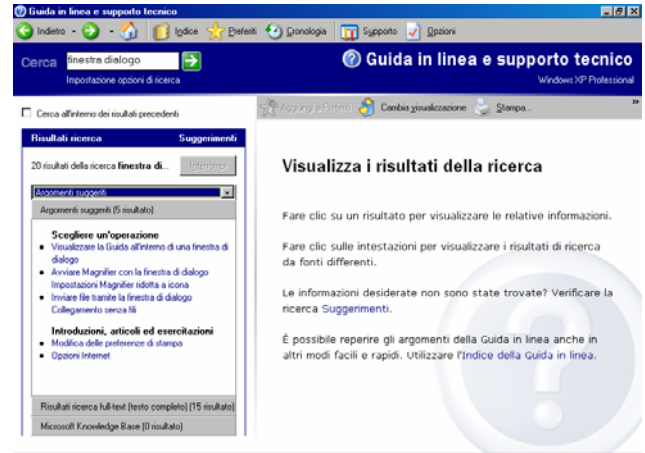 Guida in linea e supporto tecnico
Indietro Indice Preferiti Cronologia Supporto Opzioni
Cerca finestra dialogo
Guida in linea e supporto tecnico
Impostazione opzioni di ricerca
Windows XP Professional
Cerca all'interno dei risultati precedenti
Aggiungi a Preferiti Cambia visualizzazione Stampa... »
Risultati ricerca Suggerimenti
20 risultati della ricerca finestra di... Interrompi
Argomenti suggeriti
Argomenti suggeriti (5 risultato)
Scegliere un'operazione
Visualizzare la Guida all'interno di una finestra di
dialogo
Avviare Magnifier con la finestra di dialogo
Impostazioni Magnifier ridotta a icona
Inviare file tramite la finestra di dialogo
Collegamento senza fili
Introduzioni, articoli ed esercitazioni
Modifica delle preferenze di stampa
Opzioni Internet
Risultati ricerca full-text (testo completo) (15 risultato)
Microsoft Knowledge Base (0 risultato)
Visualizza i risultati della ricerca
Fare clic su un risultato per visualizzare le relative informazioni.
Fare clic sulle intestazioni per visualizzare i risultati di ricerca
da fonti differenti.
Le informazioni desiderate non sono state trovate? Verificare la
ricerca Suggerimenti.
È possibile reperire gli argomenti della Guida in linea anche in
altri modi facili e rapidi. Utilizzare l'Indice della Guida in linea.